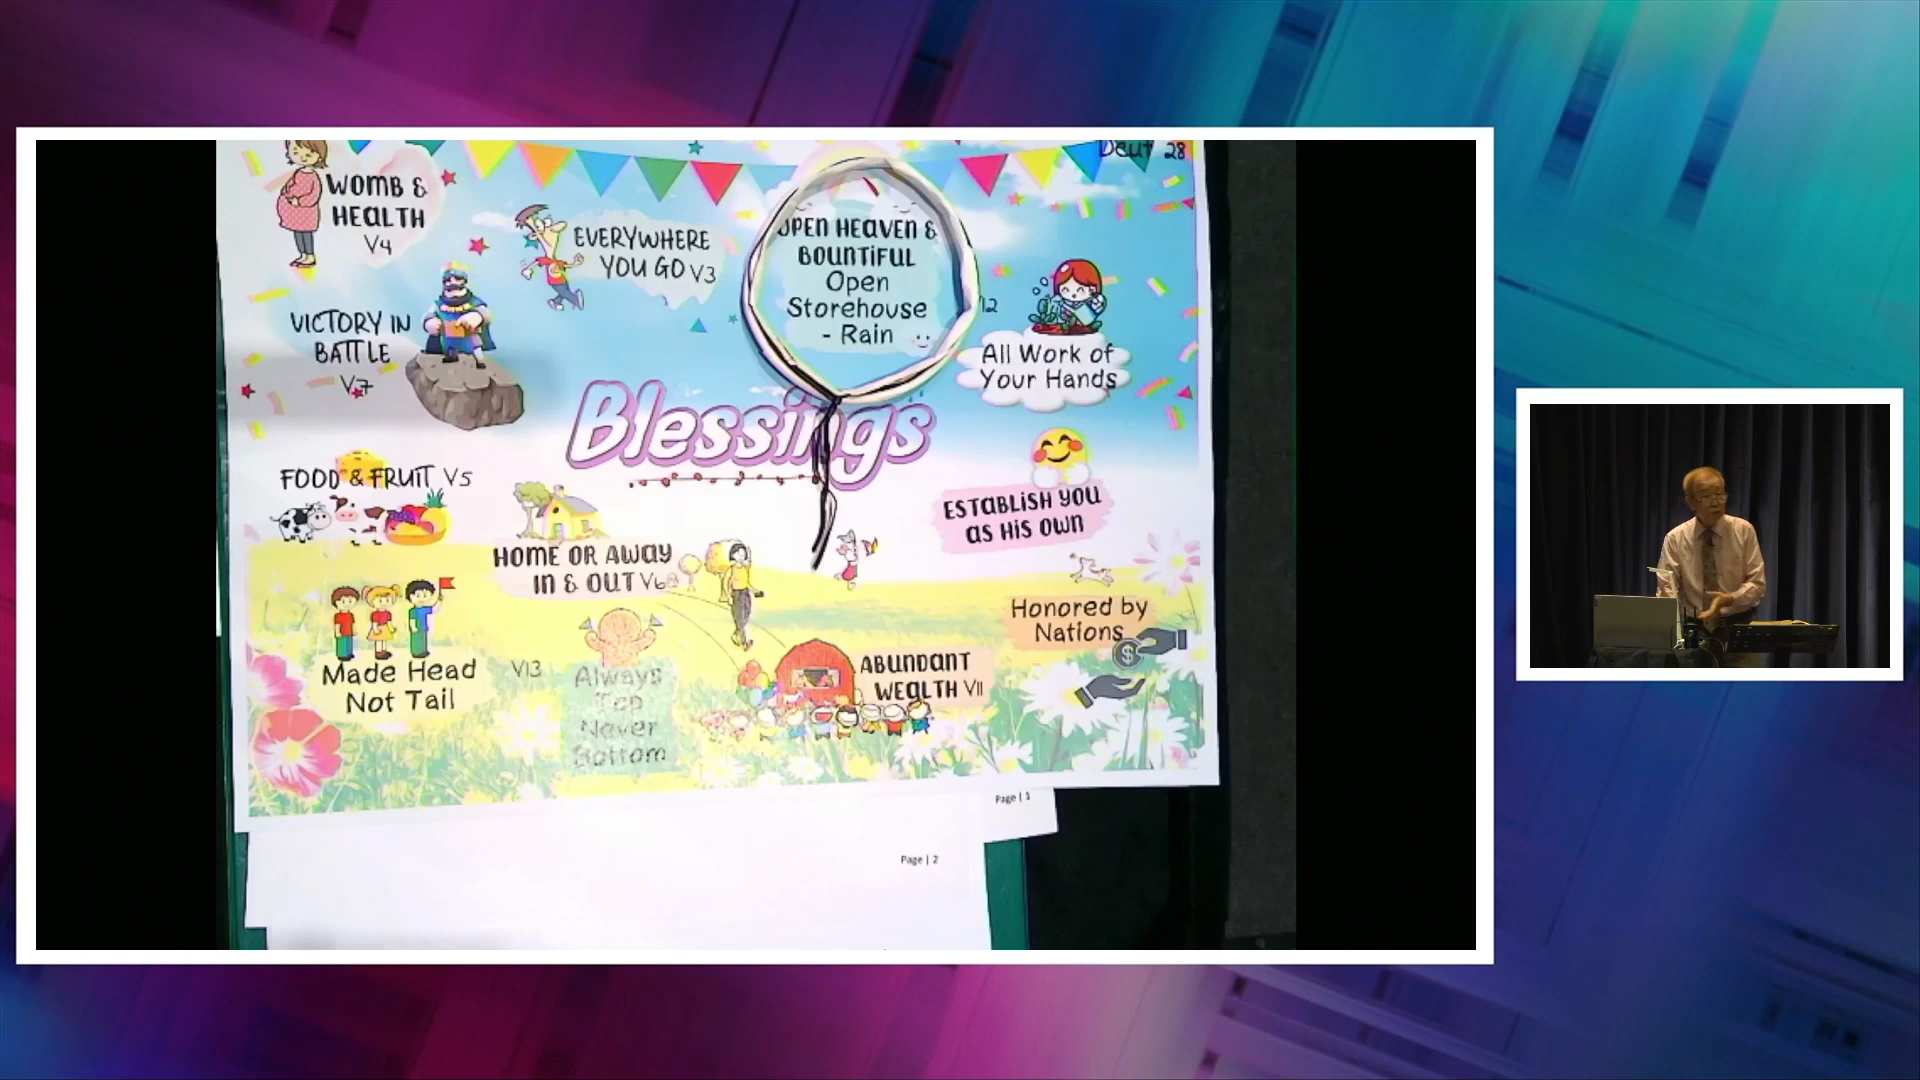 Deut 28
WOMB &
HEALTH
V4
EVERYWHERE
YOU GO V3
OPEN HEAVEN &
BOUNTIFUL
Open
Storehouse
- Rain
12
All Work of
Your Hands
VICTORY IN
BATTLE
V7
Blessings
FOOD & FRUIT V5
ESTABLISH YOU
AS HIS OWN
HOME OR AWAY
IN & OUT V6
Honored by
Nations
$
Made Head
Not Tail
V13
Always
Top
Never
Bottom
ABUNDANT
WEALTH V11
Page | 1
Page | 2